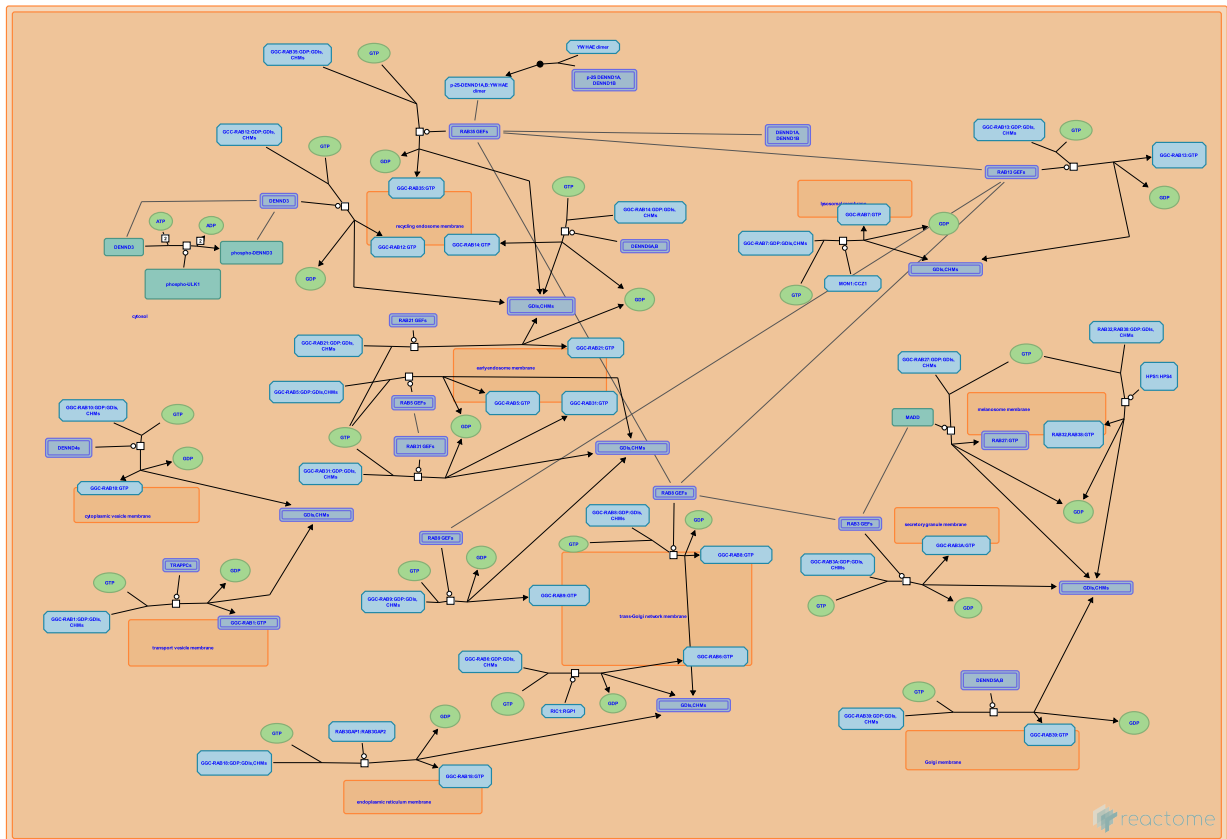 YWHAE dimer
GGC-RAB35:GDP:GDIs,
CHMs
GTP
p-2S-DENND1A,
DENND1B
p-2S-DENND1A,B:YWHAE
dimer
GGC-RAB12:GDP:GDIs,
CHMs
GTP
RAB35 GEFs
DENND1A,
DENND1B
GGC-RAB13:GDP:GDIs,
CHMs
GTP
GGC-RAB13:GTP
GDP
RAB13 GEFs
GDP
GGC-RAB35:GTP
GTP
DENND3
lysosomal membrane
GGC-RAB7:GTP
GDP
GGC-RAB14:GDP:GDIs,
CHMs
ATP
ADP
2
2
recycling endosome membrane
DENND3
phospho-DENND3
GGC-RAB12:GTP
GGC-RAB14:GTP
DENND6A,B
GGC-RAB7:GDP:GDIs,CHMs
GDIs,CHMs
GDP
phospho-ULK1
MON1:CCZ1
GTP
GDIs,CHMs
GDP
cytosol
RAB21 GEFs
GGC-RAB21:GDP:GDIs,
CHMs
GGC-RAB21:GTP
RAB32,RAB38:GDP:GDIs,
CHMs
GTP
GGC-RAB27:GDP:GDIs,
CHMs
early endosome membrane
HPS1:HPS4
GGC-RAB5:GDP:GDIs,CHMs
RAB5 GEFs
GGC-RAB5:GTP
GGC-RAB31:GTP
GGC-RAB10:GDP:GDIs,
CHMs
GTP
melanosome membrane
MADD
GDP
GTP
RAB31 GEFs
RAB27:GTP
RAB32,RAB38:GTP
DENND4s
GDP
GDIs,CHMs
GGC-RAB31:GDP:GDIs,
CHMs
GGC-RAB10:GTP
RAB8 GEFs
cytoplasmic vesicle membrane
GDIs,CHMs
GGC-RAB8:GDP:GDIs,
CHMs
GDP
GDP
RAB3 GEFs
secretory granule membrane
RAB9 GEFs
GTP
GGC-RAB3A:GTP
GDP
GGC-RAB8:GTP
TRAPPCs
GDP
GTP
GGC-RAB3A:GDP:GDIs,
CHMs
GTP
GGC-RAB9:GDP:GDIs,
CHMs
GGC-RAB9:GTP
GDIs,CHMs
GTP
GDP
GGC-RAB1:GDP:GDIs,
CHMs
GGC-RAB1:GTP
trans-Golgi network membrane
transport vesicle membrane
GGC-RAB6:GDP:GDIs,
CHMs
GGC-RAB6:GTP
DENND5A,B
GTP
GTP
RIC1:RGP1
GDP
GDIs,CHMs
GGC-RAB39:GDP:GDIs,
CHMs
GDP
GDP
RAB3GAP1:RAB3GAP2
GTP
GGC-RAB39:GTP
GGC-RAB18:GDP:GDIs,CHMs
GGC-RAB18:GTP
Golgi membrane
endoplasmic reticulum membrane
reactome